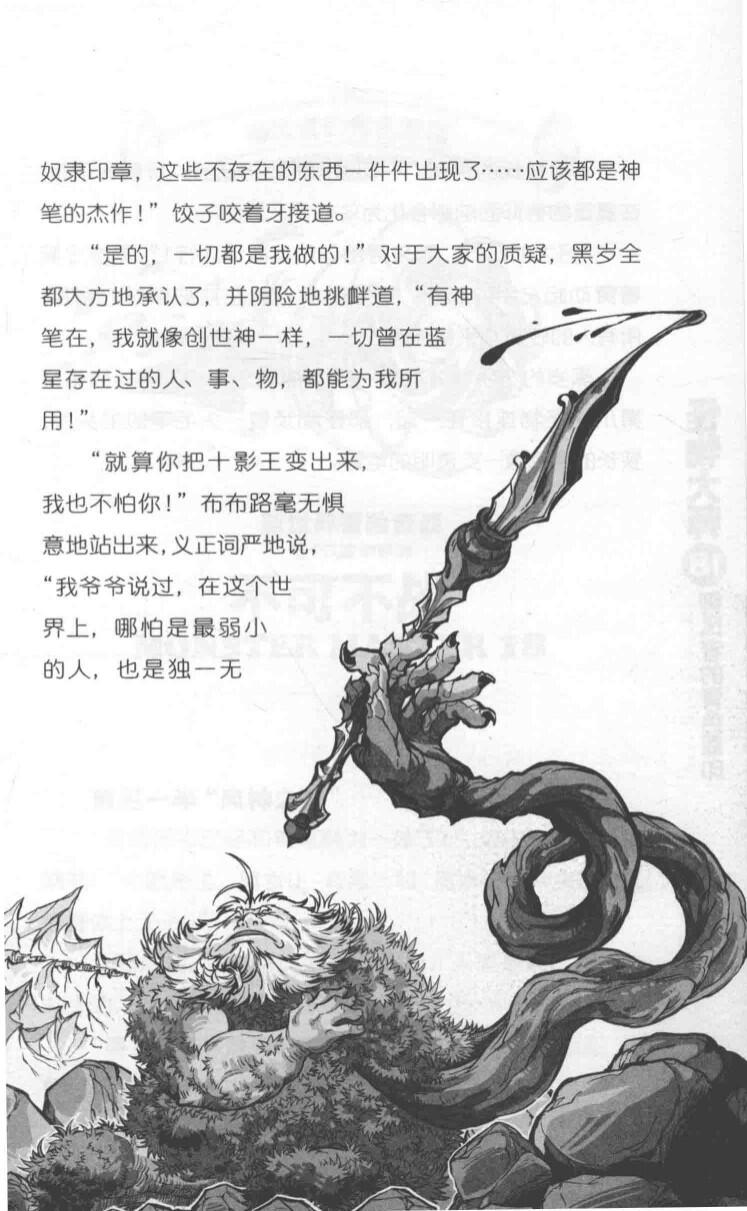 奴隶印章，这些不存在的东西一件件出现了……应该都是神
笔的杰作！”饺子咬着牙接道。
“是的，一切都是我做的！”对于大家的质疑，黑岁全
都大方地承认了，并阴险地挑衅道，“有神
笔在，我就像创世神一样，一切曾在蓝
星存在过的人、事、物，都能为我所
用！”
“就算你把十影王变出来，
我也不怕你！”布布路毫无惧
意地站出来，义正词严地说，
“我爷爷说过，在这个世
界上，哪怕是最弱小
的人，也是独一无